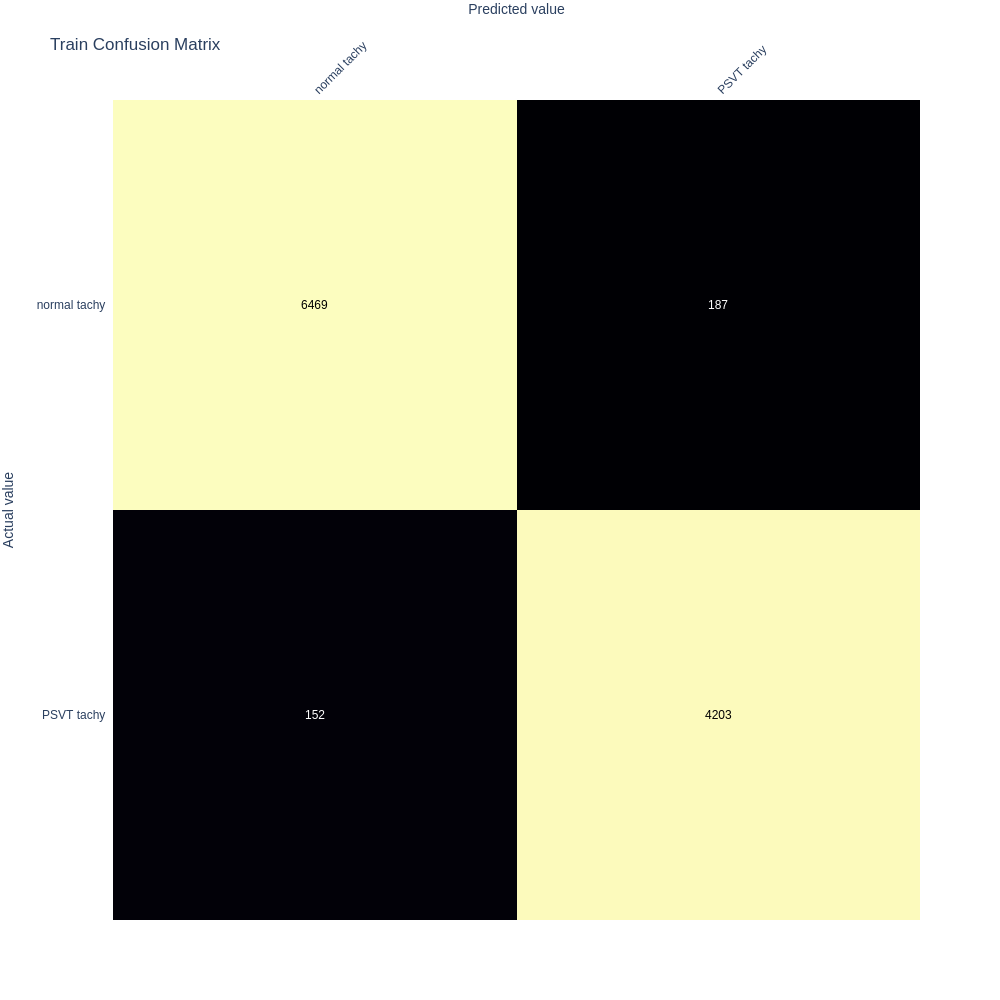 Predicted value
Train Confusion Matrix
normal tachy
PSVT tachy
normal tachy
6469
187
Actual value
PSVT tachy
152
4203